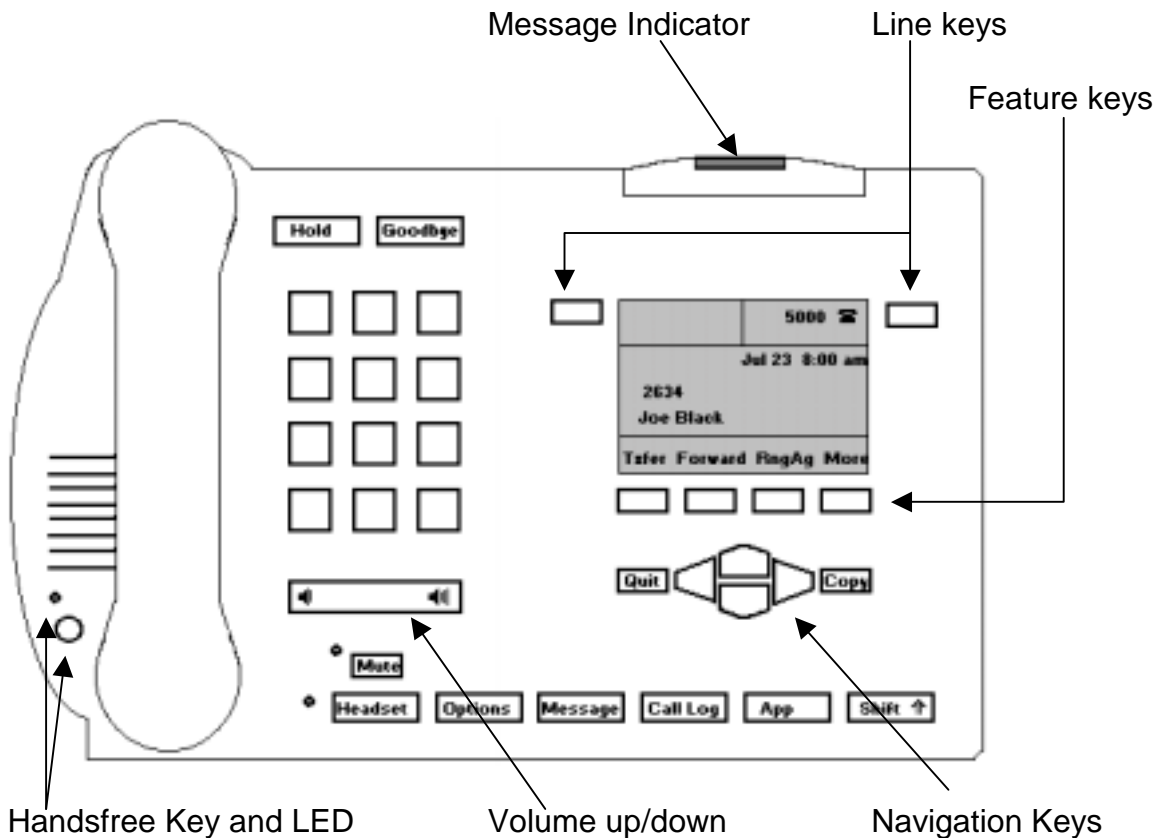 Message Indicator
Line keys
Feature keys
Hold
Goodbye
5000
Jul 23 8:00 am
2634
Joe Black
Tsfer Forward RngAg More
Quit
Copy
Mute
Headset
Options
Message
Call Log
App
Shift
Handsfree Key and LED
Volume up/down
Navigation Keys